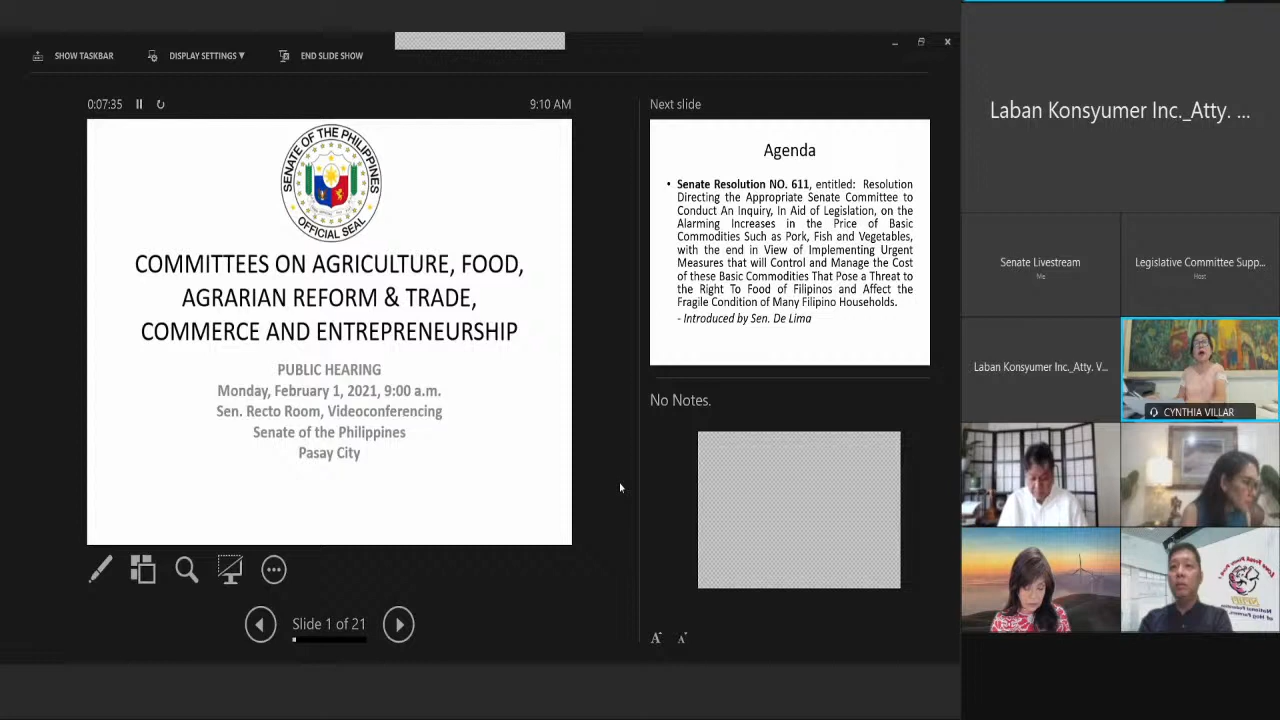 SHOW TASKBAR
DISPLAY SETTINGS ▼
END SLIDE SHOW
0:07:35
9:10 AM
SENATE OF THE PHILIPPINES
OFFICIAL SEAL
COMMITTEES ON AGRICULTURE, FOOD,
AGRARIAN REFORM & TRADE,
COMMERCE AND ENTREPRENEURSHIP
PUBLIC HEARING
Monday, February 1, 2021, 9:00 a.m.
Sen. Recto Room, Videoconferencing
Senate of the Philippines
Pasay City
Slide 1 of 21
Next slide
Agenda
• Senate Resolution NO. 611, entitled: Resolution
Directing the Appropriate Senate Committee to
Conduct An Inquiry, In Aid of Legislation, on the
Alarming Increases in the Price of Basic
Commodities Such as Pork, Fish and Vegetables,
with the end in View of Implementing Urgent
Measures that will Control and Manage the Cost
of these Basic Commodities That Pose a Threat to
the Right To Food of Filipinos and Affect the
Fragile Condition of Many Filipino Households.
- Introduced by Sen. De Lima
No Notes.
A A
Laban Konsyumer Inc._Atty. ...
Senate Livestream
Me
Legislative Committee Supp...
Host
Laban Konsyumer Inc._Atty. V...
CYNTHIA VILLAR
National Federation
of Hog Farmers,